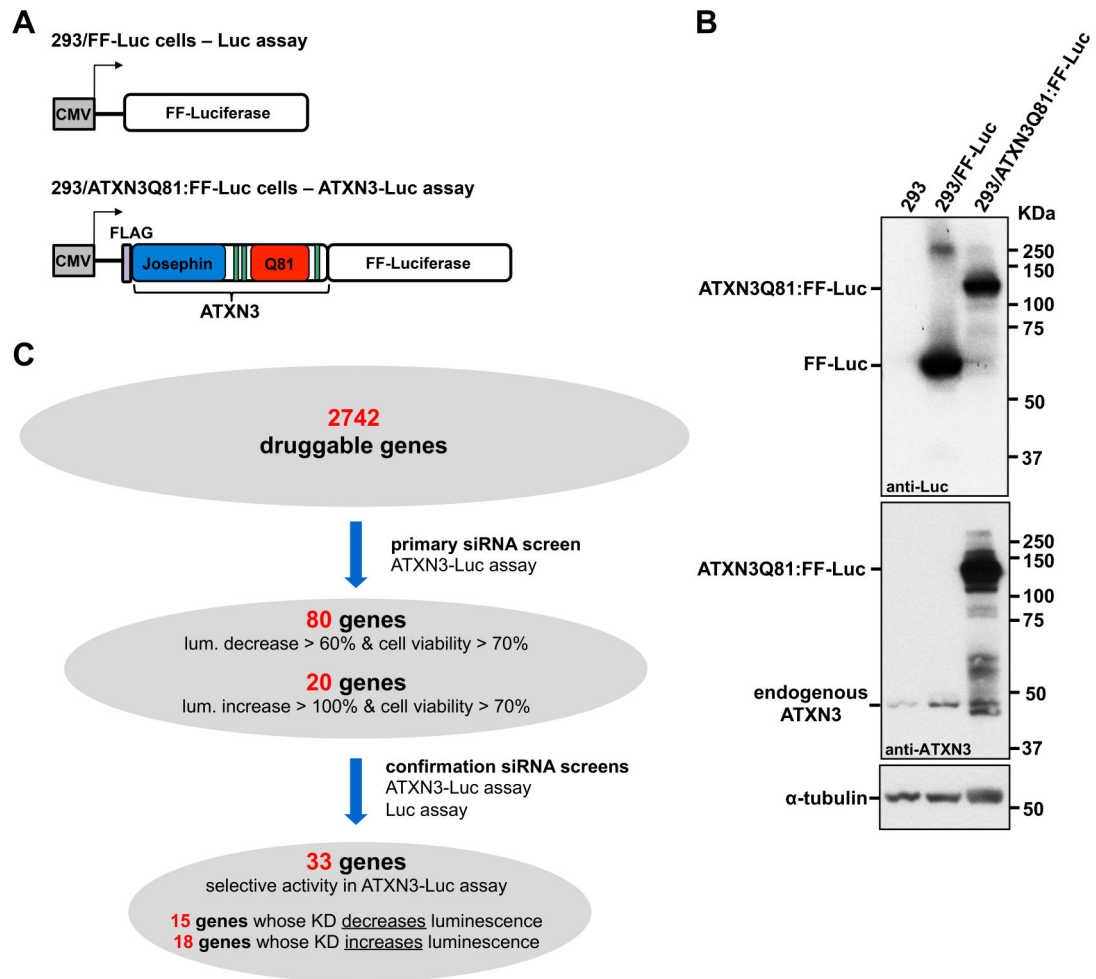 A
293/FF-Luc cells – Luc assay
CMV
FF-Luciferase
293/ATXN3Q81:FF-Luc cells – ATXN3-Luc assay
FLAG
CMV
Josephin
Q81
FF-Luciferase
ATXN3
B
293
293/FF-Luc
293/ATXN3Q81:FF-Luc
KDa
250
150
ATXN3Q81:FF-Luc
100
75
FF-Luc
50
37
anti-Luc
250
ATXN3Q81:FF-Luc
150
100
75
endogenous
ATXN3
50
37
anti-ATXN3
α-tubulin
50
C
2742
druggable genes
primary siRNA screen
ATXN3-Luc assay
80 genes
lum. decrease > 60% & cell viability > 70%
20 genes
lum. increase > 100% & cell viability > 70%
confirmation siRNA screens
ATXN3-Luc assay
Luc assay
33 genes
selective activity in ATXN3-Luc assay
15 genes whose KD decreases luminescence
18 genes whose KD increases luminescence